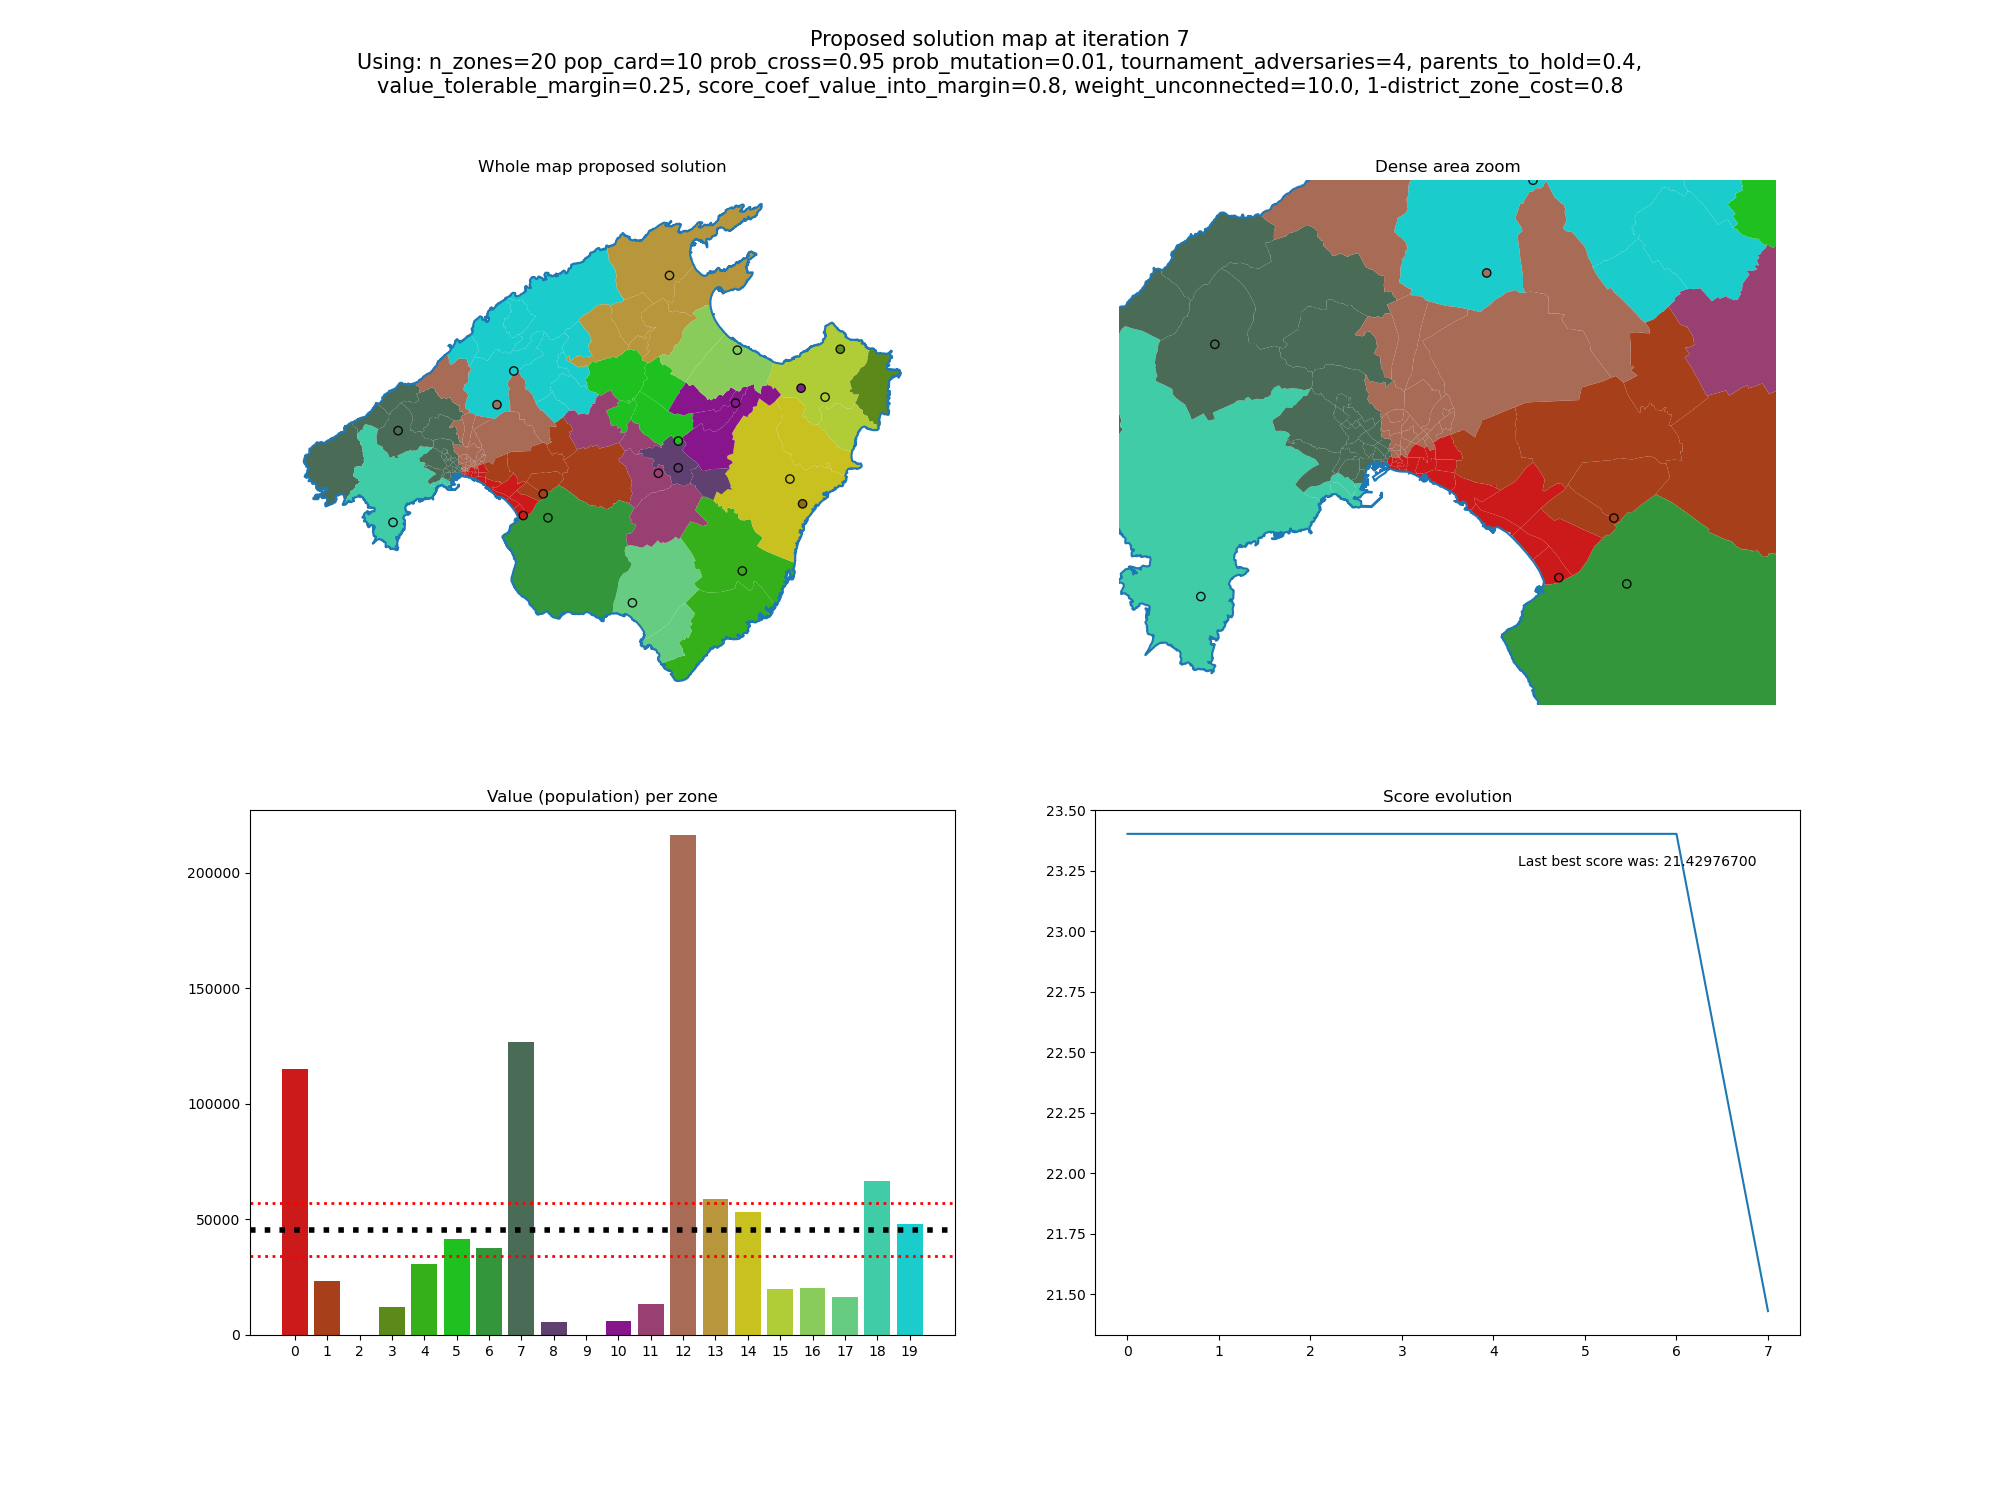 Proposed solution map at iteration 7
Using: n_zones=20 pop_card=10 prob_cross=0.95 prob_mutation=0.01, tournament_adversaries=4, parents_to_hold=0.4,
value_tolerable_margin=0.25, score_coef_value_into_margin=0.8, weight_unconnected=10.0, 1-district_zone_cost=0.8
Whole map proposed solution
Dense area zoom
Value (population) per zone
200000
150000
100000
50000
0
0 1 2 3 4 5 6 7 8 9 10 11 12 13 14 15 16 17 18 19
Score evolution
Last best score was: 21.42976700
23.50
23.25
23.00
22.75
22.50
22.25
22.00
21.75
21.50
0 1 2 3 4 5 6 7